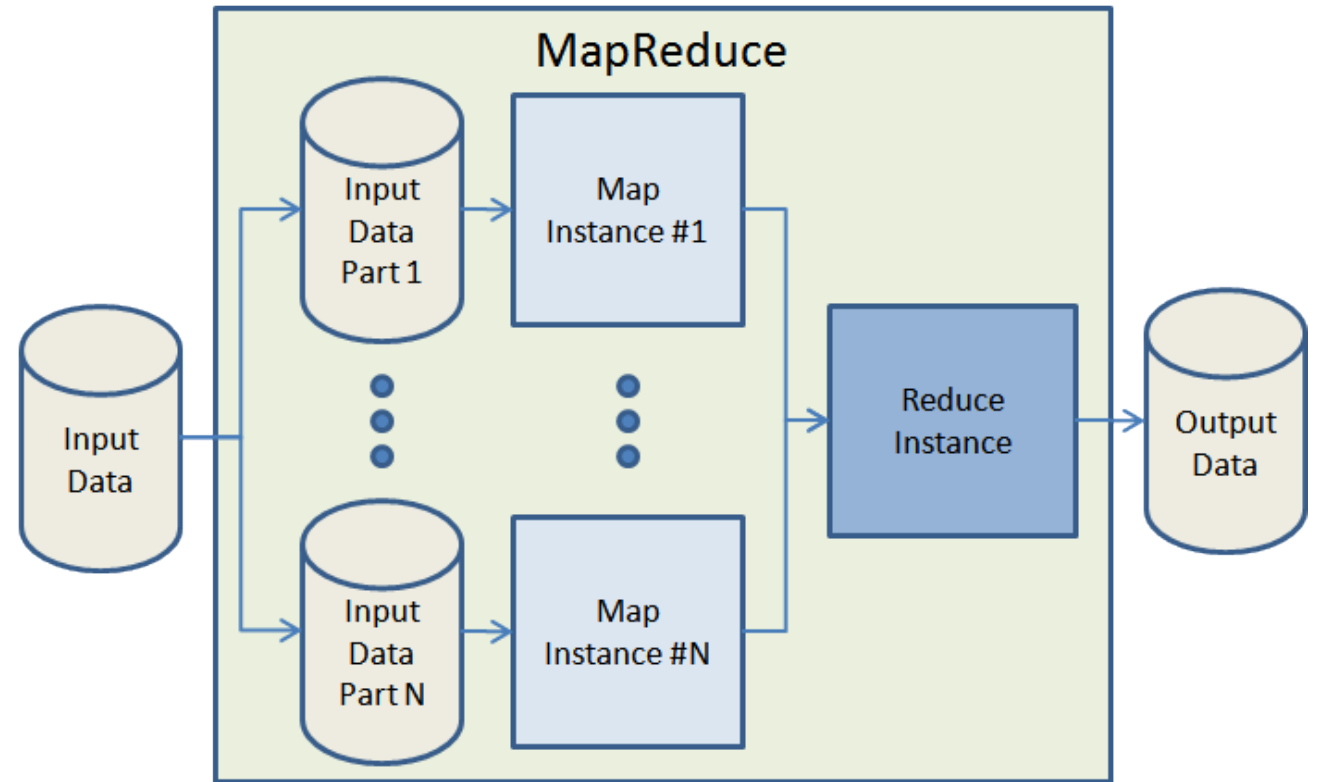 MapReduce
Input
Data
Part 1
Map
Instance #1
Input
Data
Reduce
Instance
Output
Data
Input
Data
Part N
Map
Instance #N